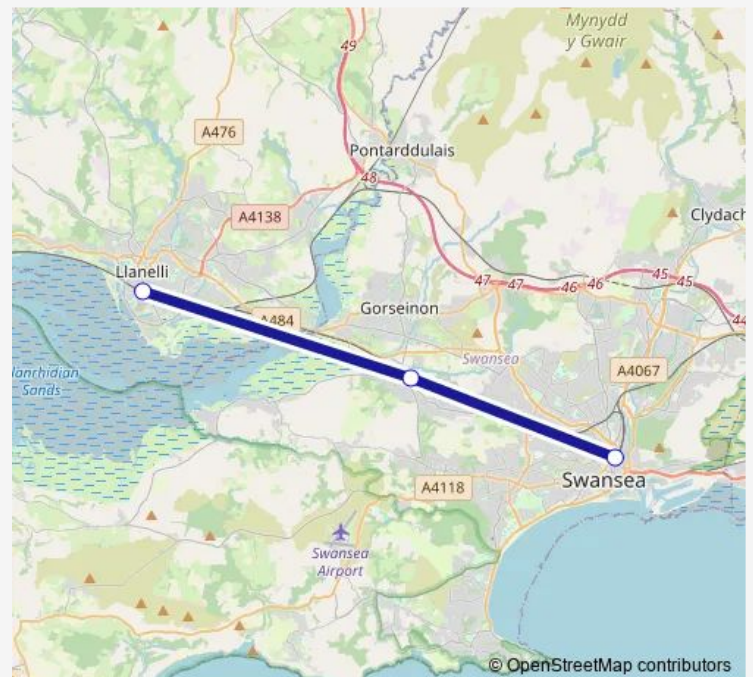 Mynydd
y Gwair
49
A476
Pontarddulais
48
A4138
Clydach
Llanelli
47
47
46
46
45
45
44
Gorseinon
A484
Swansea
A4067
lanrhidian
Sands
A4118
Swansea
Swansea
Airport
© OpenStreetMap contributors